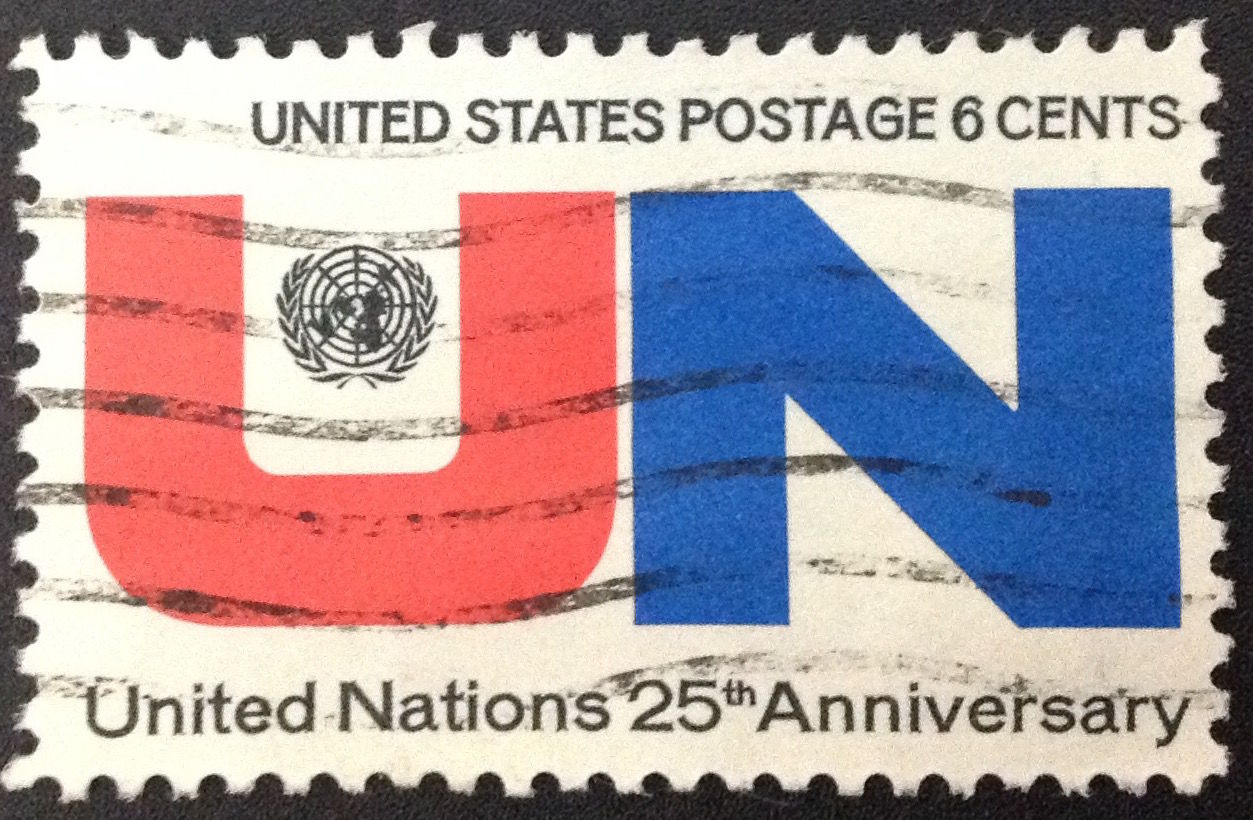 UNITED STATES POSTAGE 6 CENTS
UN
United Nations 25th Anniversary